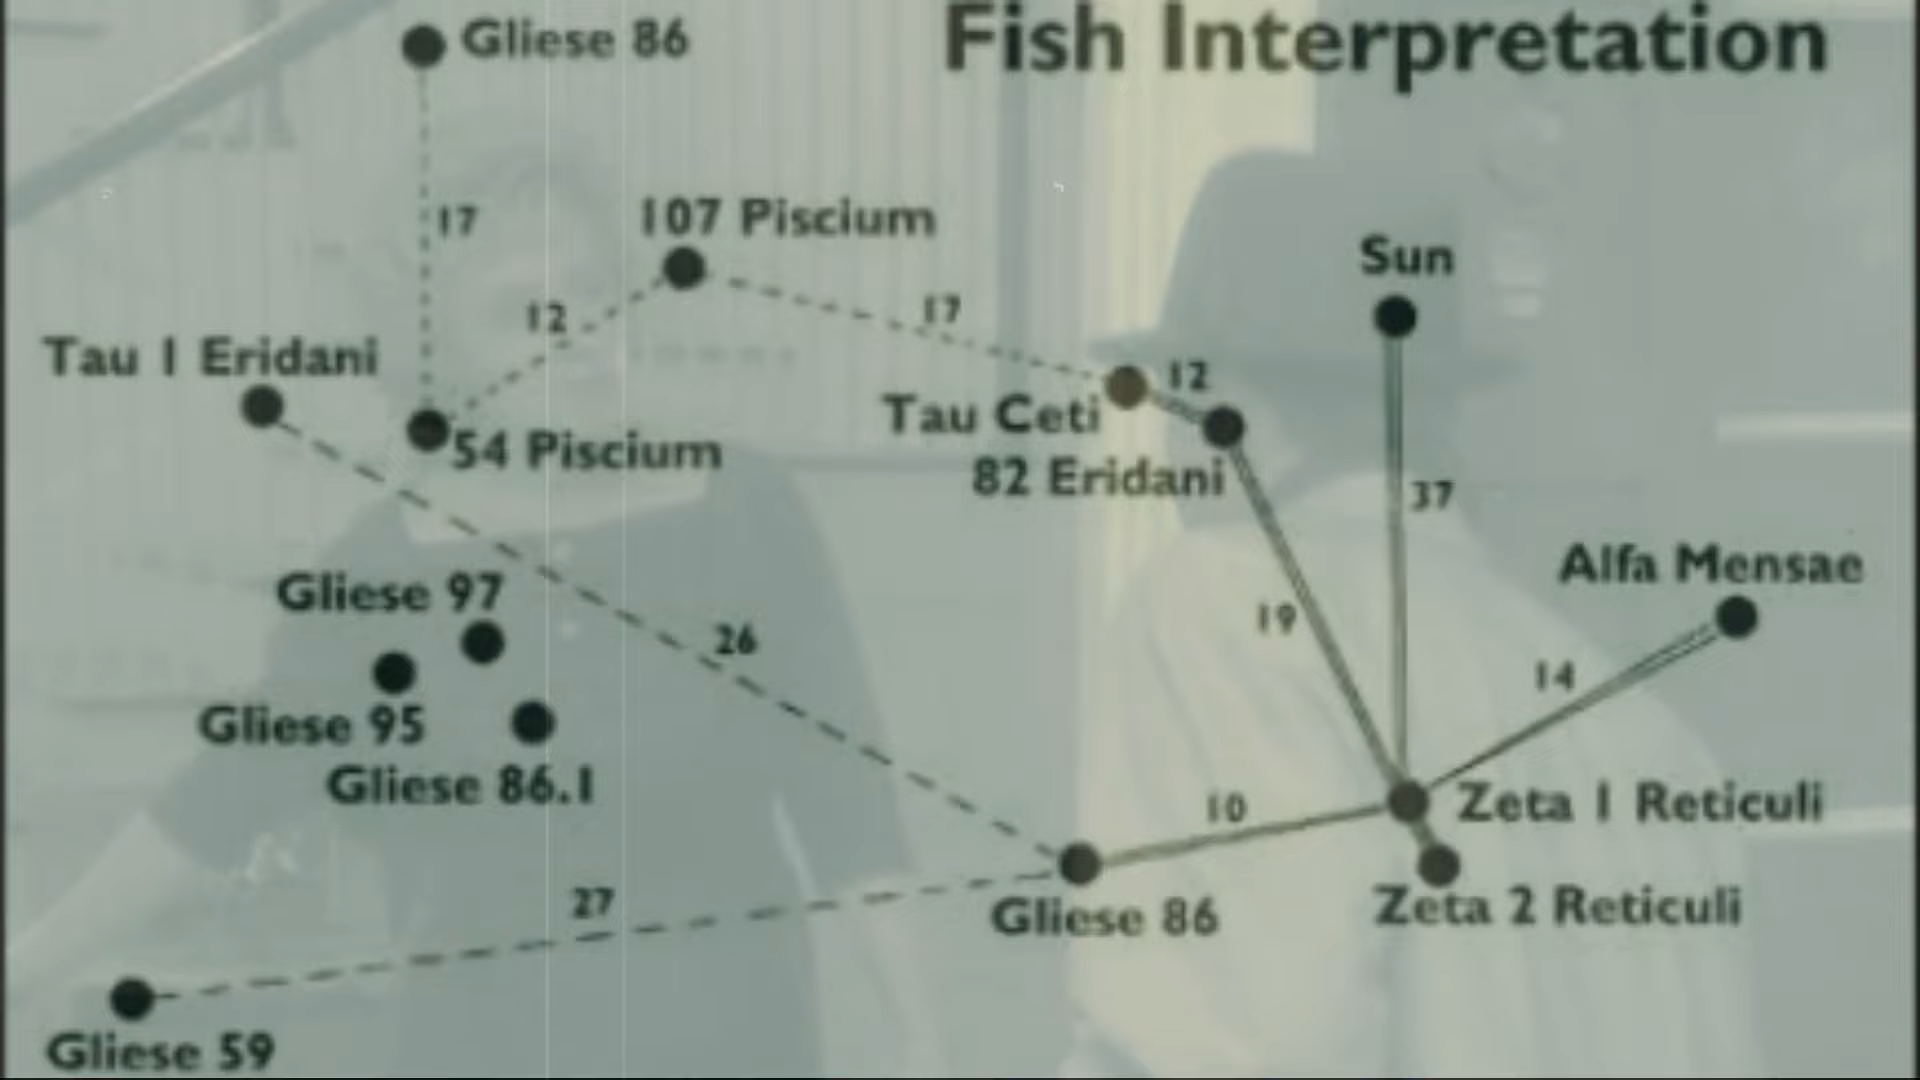 Fish Interpretation
Gliese 86
17
107 Piscium
Sun
12
17
Tau 1 Eridani
12
Tau Ceti
54 Piscium
82 Eridani
37
Alfa Mensae
Gliese 97
19
26
14
Gliese 95
Gliese 86.1
10
Zeta 1 Reticuli
27
Gliese 86
Zeta 2 Reticuli
Gliese 59